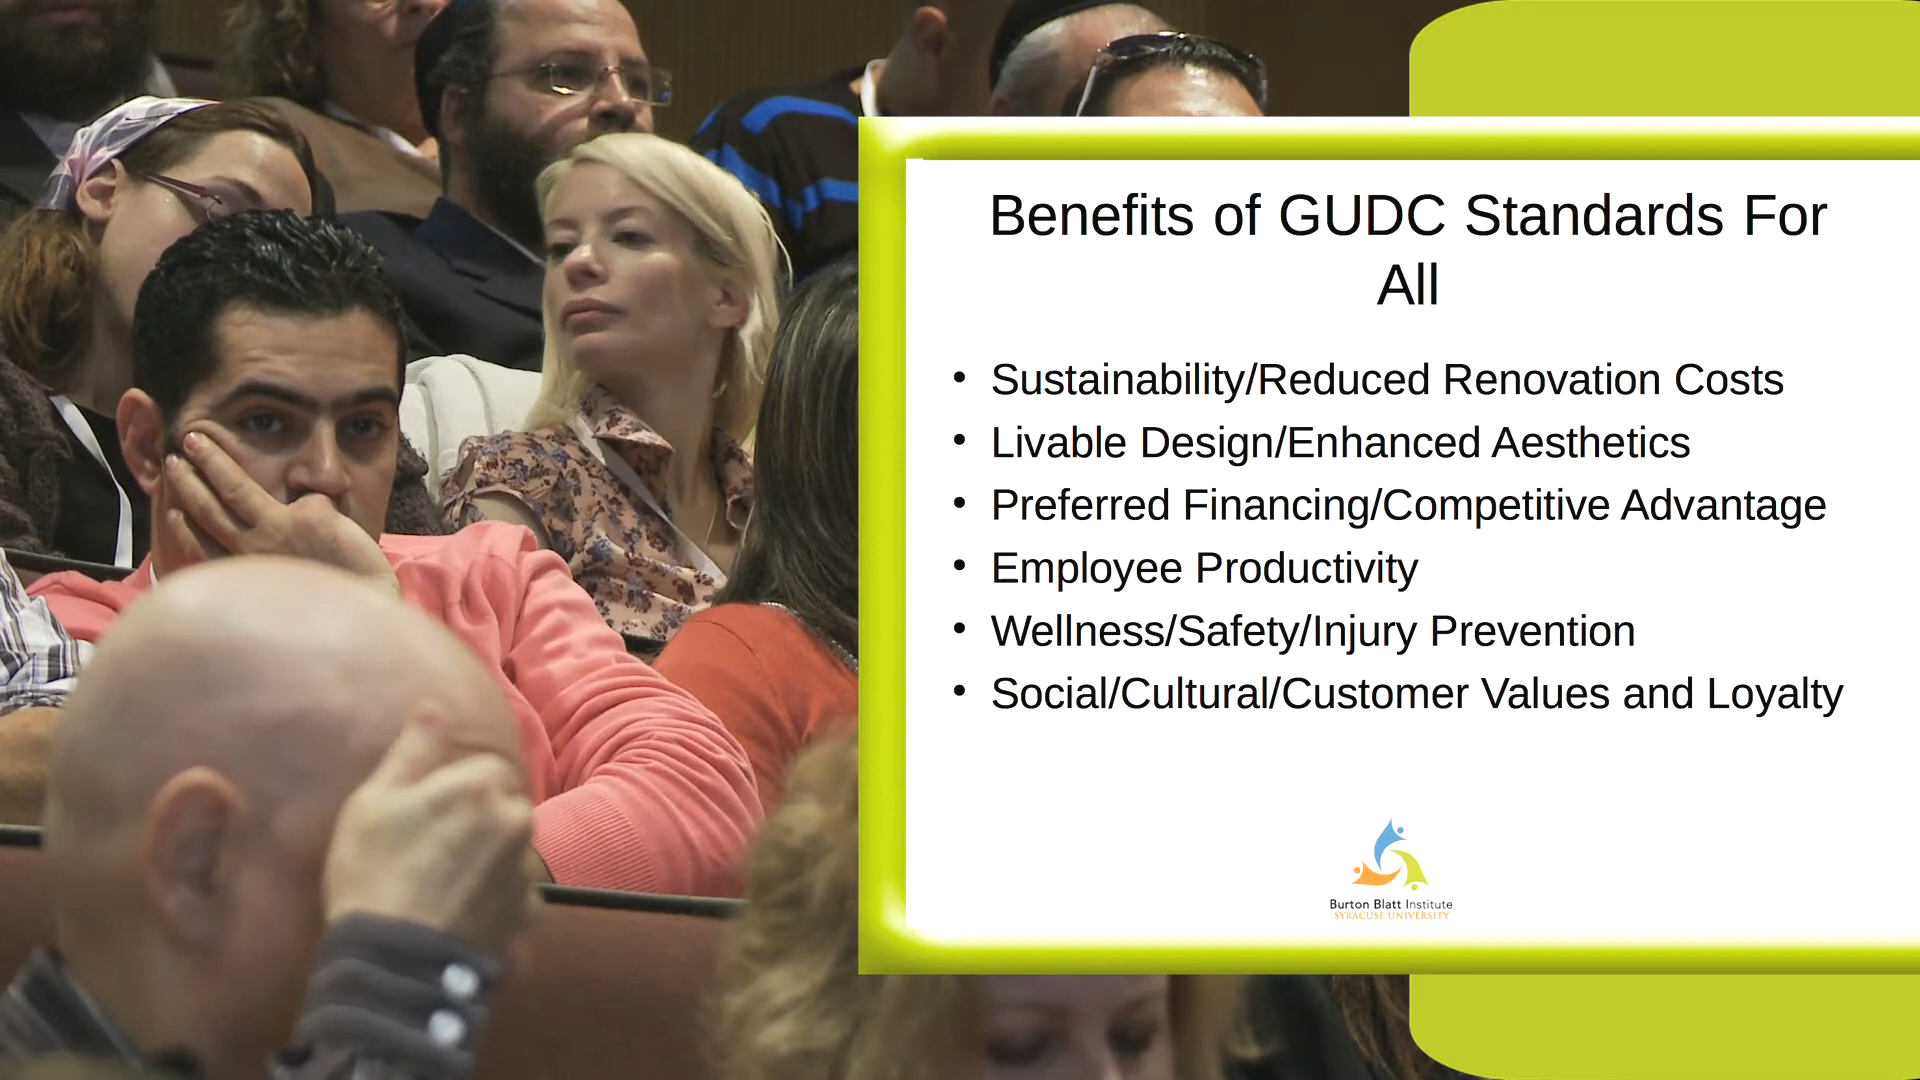 Benefits of GUDC Standards For
All
• Sustainability/Reduced Renovation Costs
• Livable Design/Enhanced Aesthetics
• Preferred Financing/Competitive Advantage
• Employee Productivity
• Wellness/Safety/Injury Prevention
• Social/Cultural/Customer Values and Loyalty
Burton Blatt Institute
SYRACUSE UNIVERSITY